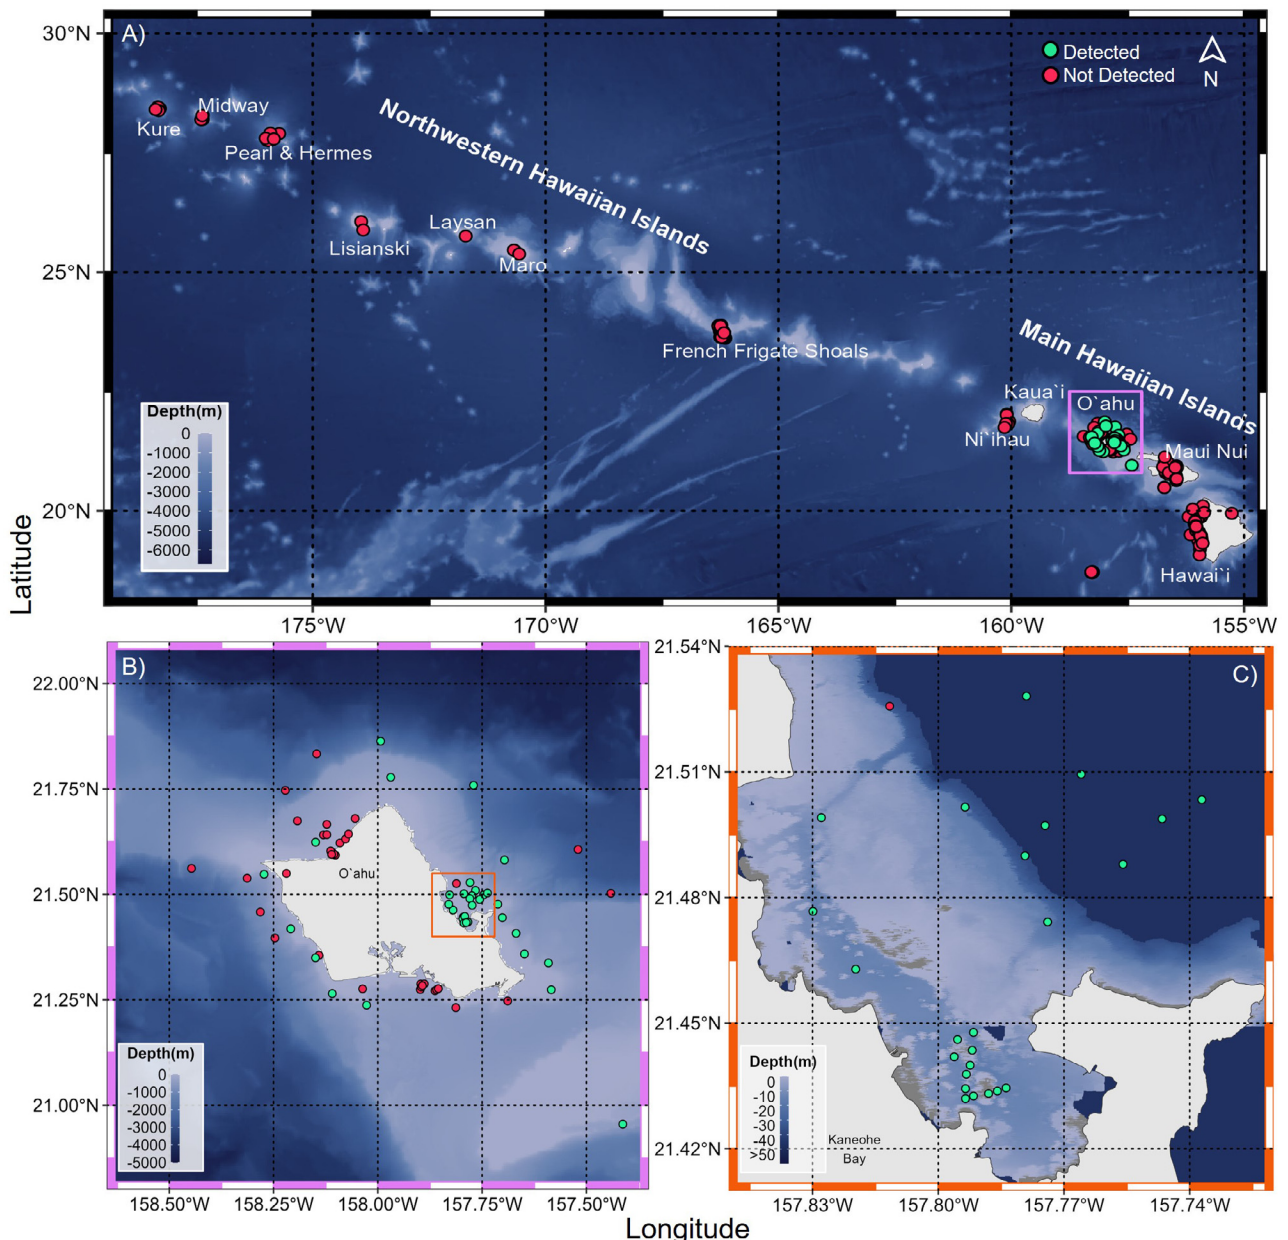 A)
30°N
25°N
20°N
Latitude
Detected
Not Detected
N
Northwestern Hawaiian Islands
Main Hawaiian Islands
Midway
Kure
Pearl & Hermes
Laysan
Lisianski
Maro
French Frigate Shoals
Kaua`i
O`ahu
Ni`ihau
Maui Nui
Hawai`i
Depth(m)
0
-1000
-3000
-4000
-5000
-6000
175°W
170°W
165°W
160°W
155°W
B)
22.00°N
21.75°N
21.50°N
21.25°N
21.00°N
O`ahu
Depth(m)
0
-1000
-2000
-3000
-4000
-5000
158.50°W
158.25°W
158.00°W
157.75°W
157.50°W
C)
21.54°N
21.51°N
21.48°N
21.45°N
21.42°N
Depth(m)
0
-10
-20
-30
-40
>50
Kaneohe
Bay
157.83°W
157.80°W
157.77°W
157.74°W
Longitude